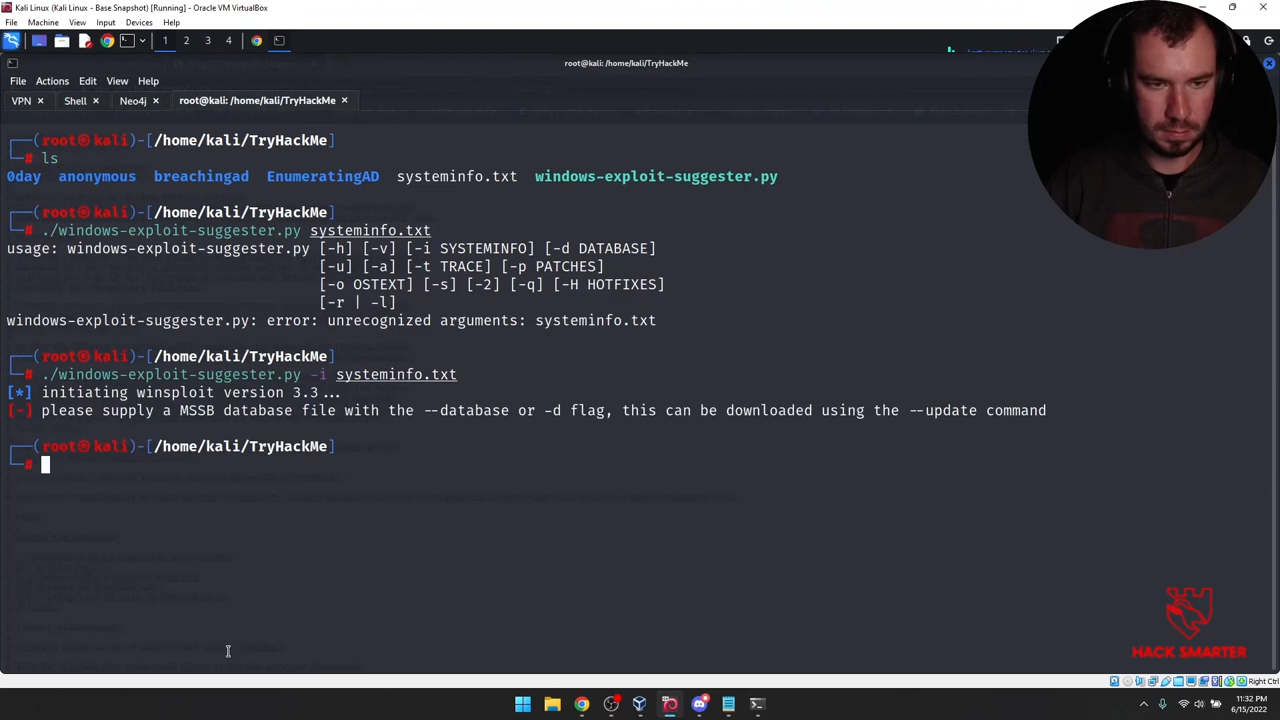 Kali Linux (Kali Linux - Base Snapshot) [Running] - Oracle VM VirtualBox
File Machine View Input Devices Help
1 2 3 4
root@kali: /home/kali/TryHackMe
File Actions Edit View Help
VPN × Shell × Neo4j × root@kali: /home/kali/TryHackMe ×
┌──(root㉿kali)-[/home/kali/TryHackMe]
└─# ls
0day anonymous breachingad EnumeratingAD systeminfo.txt windows-exploit-suggester.py
┌──(root㉿kali)-[/home/kali/TryHackMe]
└─# ./windows-exploit-suggester.py systeminfo.txt
usage: windows-exploit-suggester.py [-h] [-v] [-i SYSTEMINFO] [-d DATABASE]
[-u] [-a] [-t TRACE] [-p PATCHES]
[-o OSTEXT] [-s] [-2] [-q] [-H HOTFIXES]
[-r | -l]
windows-exploit-suggester.py: error: unrecognized arguments: systeminfo.txt
┌──(root㉿kali)-[/home/kali/TryHackMe]
└─# ./windows-exploit-suggester.py -i systeminfo.txt
[*] initiating winsploit version 3.3...
[-] please supply a MSSB database file with the --database or -d flag, this can be downloaded using the --update command
┌──(root㉿kali)-[/home/kali/TryHackMe]
└─#
HACK SMARTER
Right Ctrl
11:32 PM
6/15/2022